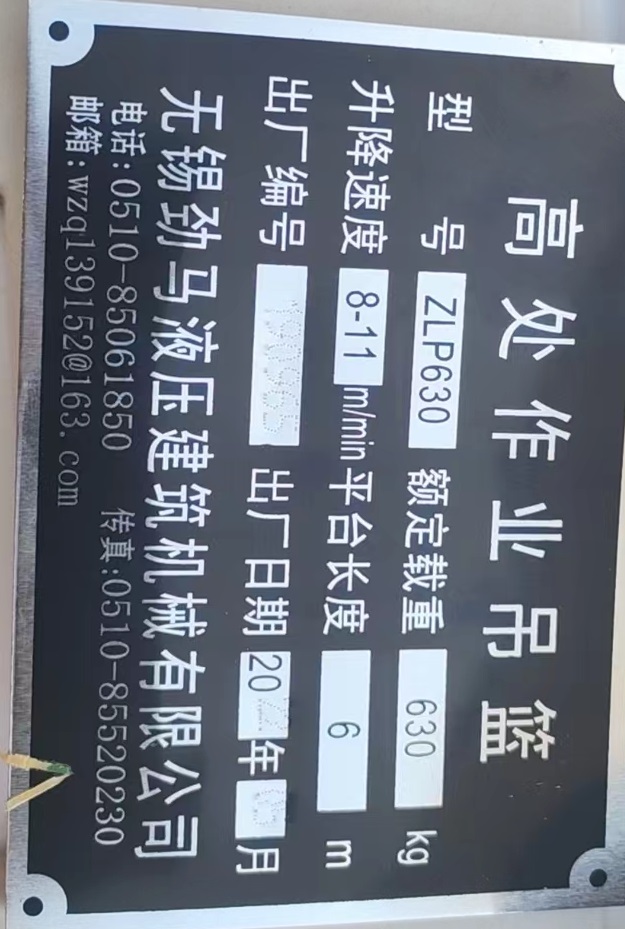 高处作业吊篮
型号 ZLP630 额定载重 630 kg
升降速度 8-11 m/min 平台长度 6 m
出厂编号 出厂日期 20 年 月
无锡劲马液压建筑机械有限公司
电话:0510-85061850 传真:0510-85520230
邮箱:wzq139152@163.com